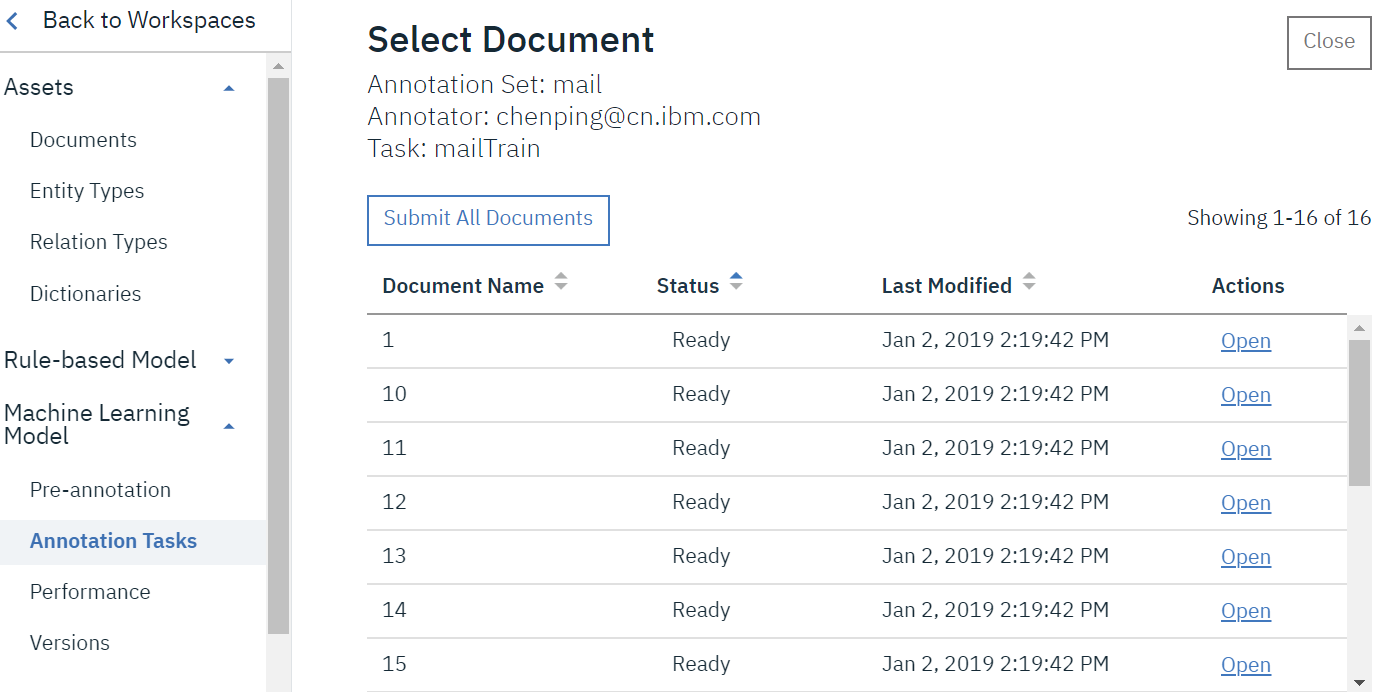 Back to Workspaces
Assets
Documents
Entity Types
Relation Types
Dictionaries
Rule-based Model
Machine Learning
Model
Pre-annotation
Annotation Tasks
Performance
Versions
Select Document
Close
Annotation Set: mail
Annotator: chenping@cn.ibm.com
Task: mailTrain
Submit All Documents
Showing 1-16 of 16
Document Name Status Last Modified Actions
1 Ready Jan 2, 2019 2:19:42 PM Open
10 Ready Jan 2, 2019 2:19:42 PM Open
11 Ready Jan 2, 2019 2:19:42 PM Open
12 Ready Jan 2, 2019 2:19:42 PM Open
13 Ready Jan 2, 2019 2:19:42 PM Open
14 Ready Jan 2, 2019 2:19:42 PM Open
15 Ready Jan 2, 2019 2:19:42 PM Open